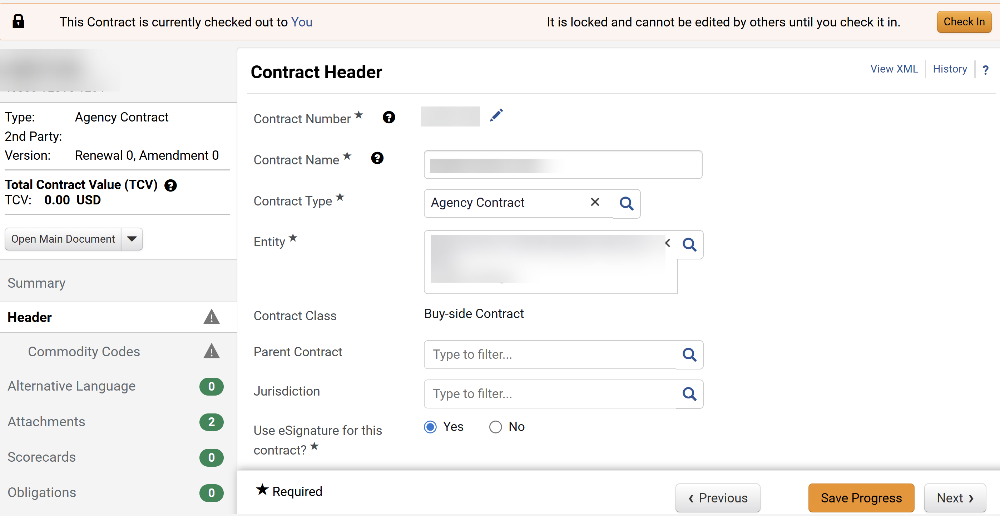 This Contract is currently checked out to You
It is locked and cannot be edited by others until you check it in.
Check In
Type: Agency Contract
2nd Party:
Version: Renewal 0, Amendment 0
Total Contract Value (TCV) ?
TCV: 0.00 USD
Open Main Document
Summary
Header
Commodity Codes
Alternative Language 0
Attachments 2
Scorecards 0
Obligations 0
Contract Header
View XML
History
?
Contract Number ★ ?
Contract Name ★ ?
Contract Type ★ Agency Contract ×
Entity ★
Contract Class Buy-side Contract
Parent Contract Type to filter...
Jurisdiction Type to filter...
Use eSignature for this
contract? ★
Yes No
★ Required
‹ Previous
Save Progress
Next ›